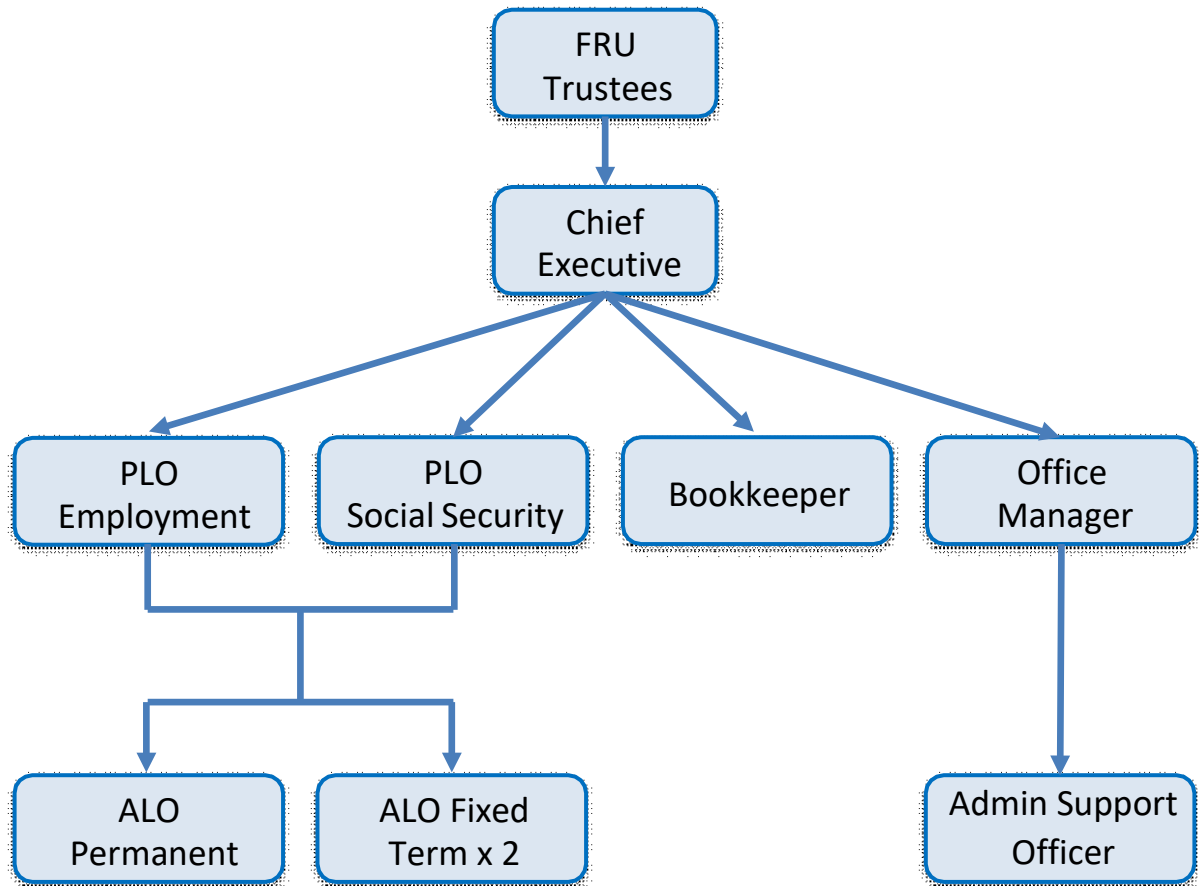 FRU
Trustees
Chief
Executive
PLO
Employment
PLO
Social Security
Bookkeeper
Office
Manager
ALO
Permanent
ALO Fixed
Term x 2
Admin Support
Officer